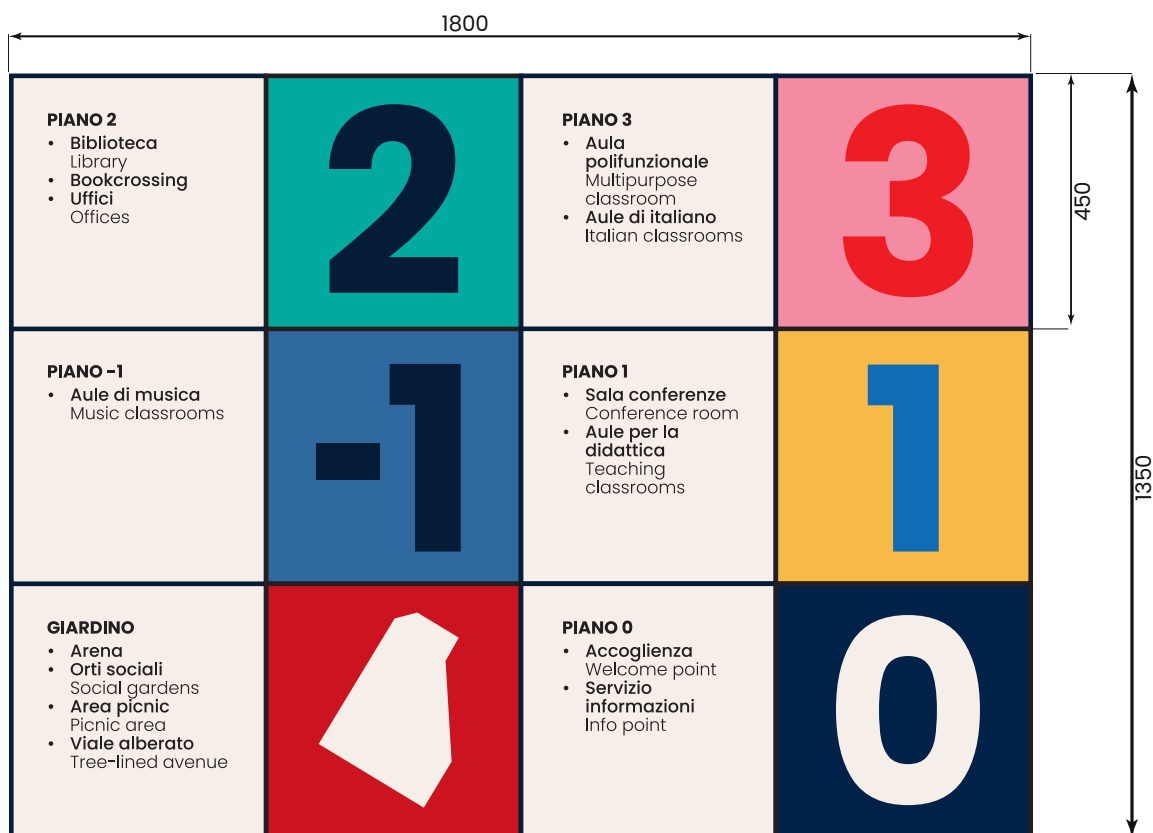 1800
PIANO 2
• Biblioteca
Library
• Bookcrossing
• Uffici
Offices
2
PIANO 3
• Aula
polifunzionale
Multipurpose
classroom
• Aule di italiano
Italian classrooms
3
450
PIANO -1
• Aule di musica
Music classrooms
-1
PIANO 1
• Sala conferenze
Conference room
• Aule per la
didattica
Teaching
classrooms
1
1350
GIARDINO
• Arena
• Orti sociali
Social gardens
• Area picnic
Picnic area
• Viale alberato
Tree-lined avenue
PIANO 0
• Accoglienza
Welcome point
• Servizio
informazioni
Info point
0